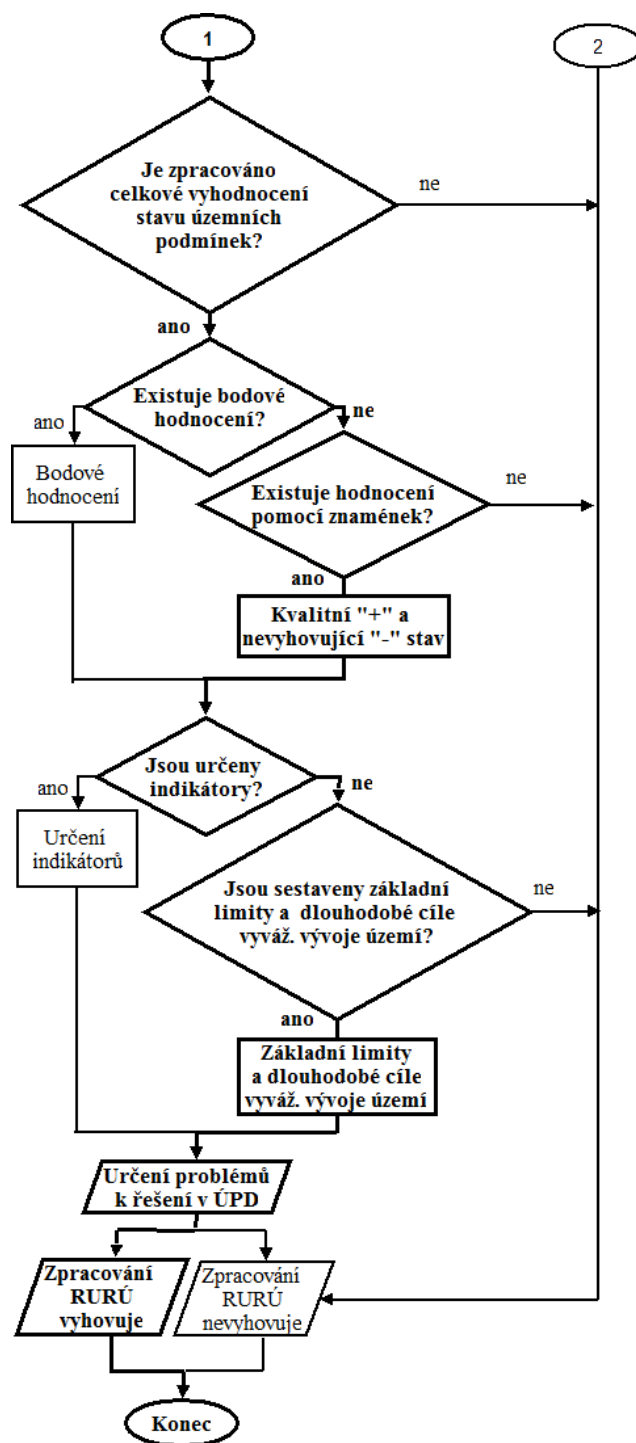 1
2
Je zpracováno
celkové vyhodnocení
stavu územních
podmínek?
ne
ano
Existuje bodové
hodnocení?
ano
ne
Bodové
hodnocení
Existuje hodnocení
pomocí znamének?
ne
ano
Kvalitní "+" a
nevyhovující "-" stav
Jsou určeny
indikátory?
ano
ne
Určení
indikátorů
Jsou sestaveny základní
limity a dlouhodobé cíle
vyváž. vývoje území?
ne
ano
Základní limity
a dlouhodobé cíle
vyváž. vývoje území
Určení problémů
k řešení v ÚPD
Zpracování
RURÚ
vyhovuje
Zpracování
RURÚ
nevyhovuje
Konec